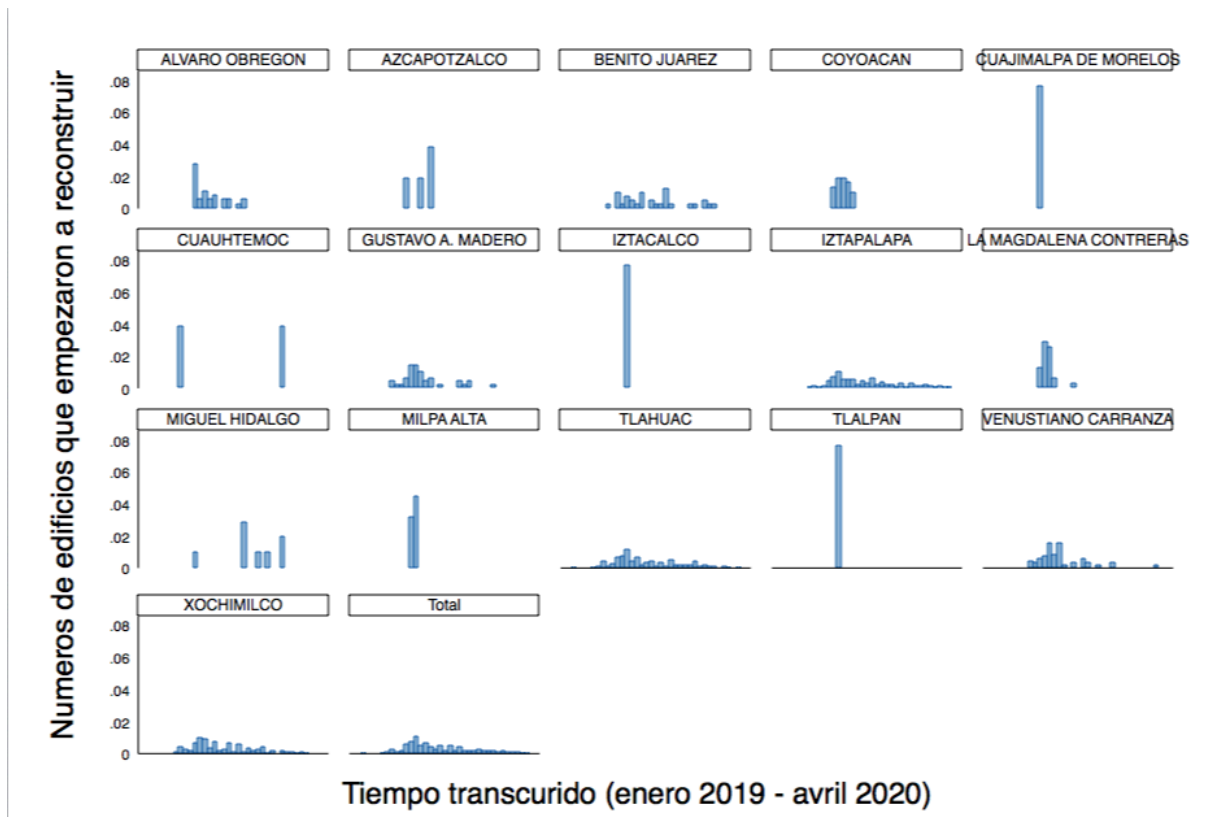 Numeros de edificios que empezaron a reconstruir
ALVARO OBREGON
AZCAPOTZALCO
BENITO JUAREZ
COYOACAN
CUAJIMALPA DE MORELOS
.08
.06
.04
.02
0
CUAUHTEMOC
GUSTAVO A. MADERO
IZTACALCO
IZTAPALAPA
LA MAGDALENA CONTRERAS
.08
.06
.04
.02
0
MIGUEL HIDALGO
MILPA ALTA
TLAHUAC
TLALPAN
VENUSTIANO CARRANZA
.08
.06
.04
.02
0
XOCHIMILCO
Total
.08
.06
.04
.02
0
Tiempo transcurido (enero 2019 - avril 2020)